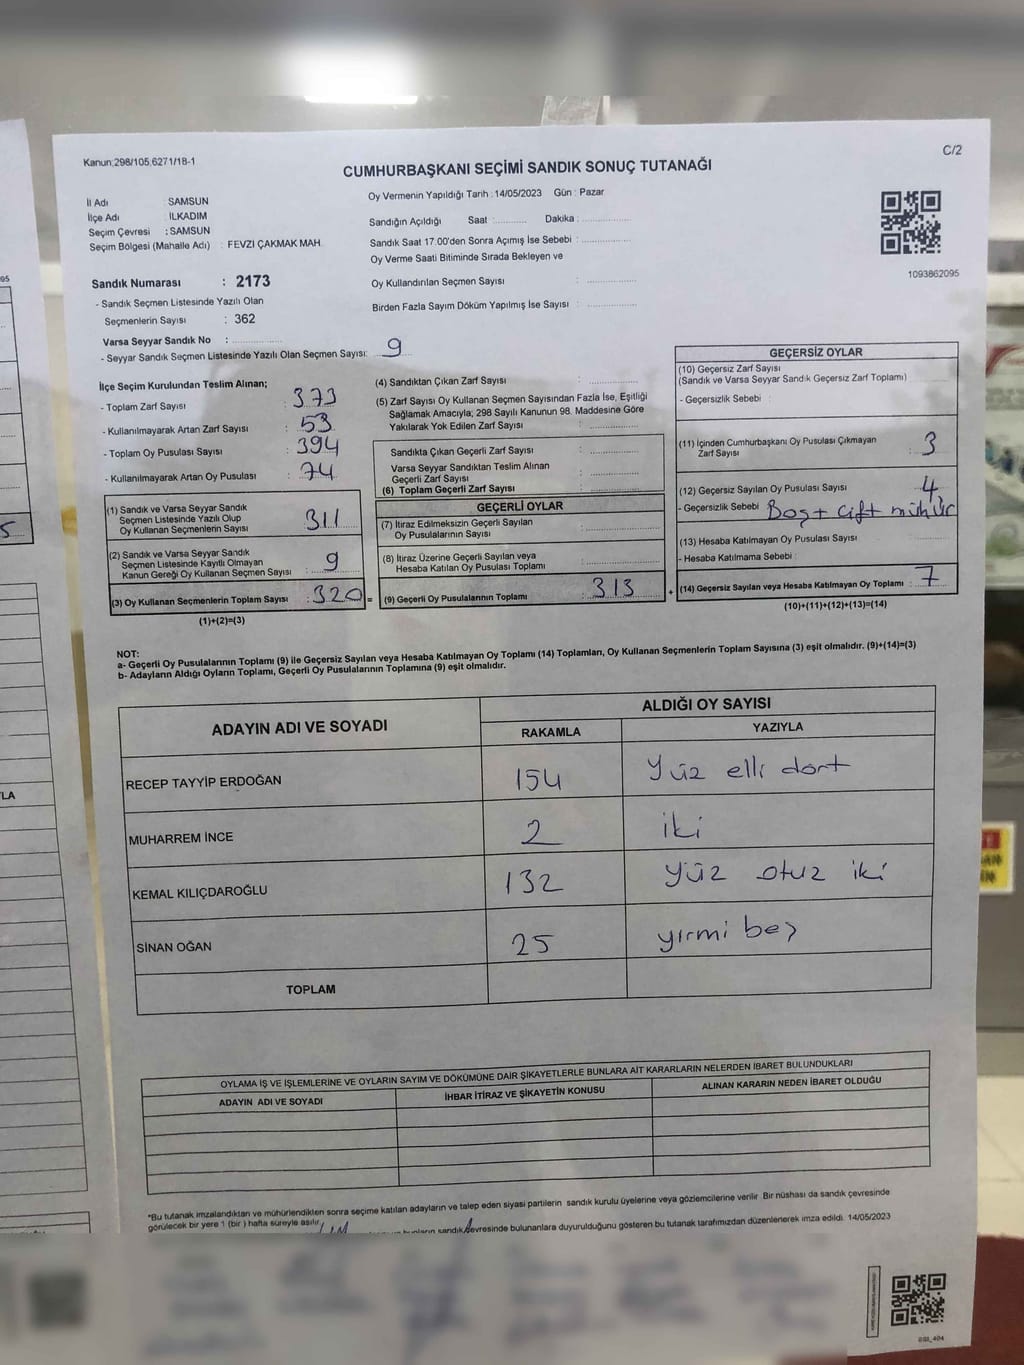 Kanun;298/105,6271/18-1
C/2
CUMHURBAŞKANI SEÇİMİ SANDIK SONUÇ TUTANAĞI
Oy Vermenin Yapıldığı Tarih : 14/05/2023 Gün : Pazar
İl Adı : SAMSUN
İlçe Adı : İLKADIM
Seçim Çevresi : SAMSUN
Seçim Bölgesi (Mahalle Adı) : FEVZİ ÇAKMAK MAH.
Sandığın Açıldığı Saat :........... Dakika :................
Sandık Saat 17.00'den Sonra Açımış İse Sebebi :................
Oy Verme Saati Bitiminde Sırada Bekleyen ve
Oy Kullandırılan Seçmen Sayısı :................
Birden Fazla Sayım Döküm Yapılmış İse Sayısı :................
1093862095
Sandık Numarası : 2173
- Sandık Seçmen Listesinde Yazılı Olan
Seçmenlerin Sayısı : 362
Varsa Seyyar Sandık No : ................
- Seyyar Sandık Seçmen Listesinde Yazılı Olan Seçmen Sayısı: 9
İlçe Seçim Kurulundan Teslim Alınan;
- Toplam Zarf Sayısı : 373
- Kullanılmayarak Artan Zarf Sayısı : 53
- Toplam Oy Pusulası Sayısı : 394
- Kullanılmayarak Artan Oy Pusulası : 74
(1) Sandık ve Varsa Seyyar Sandık
Seçmen Listesinde Yazılı Olup
Oy Kullanan Seçmenlerin Sayısı 311
(2) Sandık ve Varsa Seyyar Sandık
Seçmen Listesinde Kayıtlı Olmayan
Kanun Gereği Oy Kullanan Seçmen Sayısı : 9
(3) Oy Kullanan Seçmenlerin Toplam Sayısı : 320 =
(1)+(2)=(3)
(4) Sandıktan Çıkan Zarf Sayısı :................
(5) Zarf Sayısı Oy Kullanan Seçmen Sayısından Fazla İse, Eşitliği
Sağlamak Amacıyla; 298 Sayılı Kanunun 98. Maddesine Göre
Yakılarak Yok Edilen Zarf Sayısı :................
Sandıkta Çıkan Geçerli Zarf Sayısı :................
Varsa Seyyar Sandıktan Teslim Alınan
Geçerli Zarf Sayısı :................
(6) Toplam Geçerli Zarf Sayısı :................
GEÇERLİ OYLAR
(7) İtiraz Edilmeksizin Geçerli Sayılan
Oy Pusulalarının Sayısı :................
(8) İtiraz Üzerine Geçerli Sayılan veya
Hesaba Katılan Oy Pusulası Toplamı :................
(9) Geçerli Oy Pusulalarının Toplamı : 313 +
GEÇERSİZ OYLAR
(10) Geçersiz Zarf Sayısı
(Sandık ve Varsa Seyyar Sandık Geçersiz Zarf Toplamı)
- Geçersizlik Sebebi :
(11) İçinden Cumhurbaşkanı Oy Pusulası Çıkmayan
Zarf Sayısı : 3
(12) Geçersiz Sayılan Oy Pusulası Sayısı : 4
- Geçersizlik Sebebi Boş+ çift mühür
(13) Hesaba Katılmayan Oy Pusulası Sayısı :
- Hesaba Katılmama Sebebi :
(14) Geçersiz Sayılan veya Hesaba Katılmayan Oy Toplamı : 7
(10)+(11)+(12)+(13)=(14)
NOT:
a- Geçerli Oy Pusulalarının Toplamı (9) ile Geçersiz Sayılan veya Hesaba Katılmayan Oy Toplamı (14) Toplamları, Oy Kullanan Seçmenlerin Toplam Sayısına (3) eşit olmalıdır. (9)+(14)=(3)
b- Adayların Aldığı Oyların Toplamı, Geçerli Oy Pusulalarının Toplamına (9) eşit olmalıdır.
ADAYIN ADI VE SOYADI
ALDIĞI OY SAYISI
RAKAMLA YAZIYLA
RECEP TAYYİP ERDOĞAN 154 Yüz elli dört
MUHARREM İNCE 2 iki
KEMAL KILIÇDAROĞLU 132 yüz otuz iki
SİNAN OĞAN 25 yirmi beş
TOPLAM
OYLAMA İŞ VE İŞLEMLERİNE VE OYLARIN SAYIM VE DÖKÜMÜNE DAİR ŞİKAYETLERLE BUNLARA AİT KARARLARIN NELERDEN İBARET BULUNDUKLARI
ADAYIN ADI VE SOYADI İHBAR İTİRAZ VE ŞİKAYETİN KONUSU ALINAN KARARIN NEDEN İBARET OLDUĞU
*Bu tutanak imzalandıktan ve mühürlendikten sonra seçime katılan adayların ve talep eden siyasi partilerin sandık kurulu üyelerine veya gözlemcilerine verilir. Bir nüshası da sandık çevresinde
görülecek bir yere 1 (bir) hafta süreyle asılır.
sandık çevresinde bulunanlara duyurulduğunu gösteren bu tutanak tarafımızdan düzenlenerek imza edildi. 14/05/2023